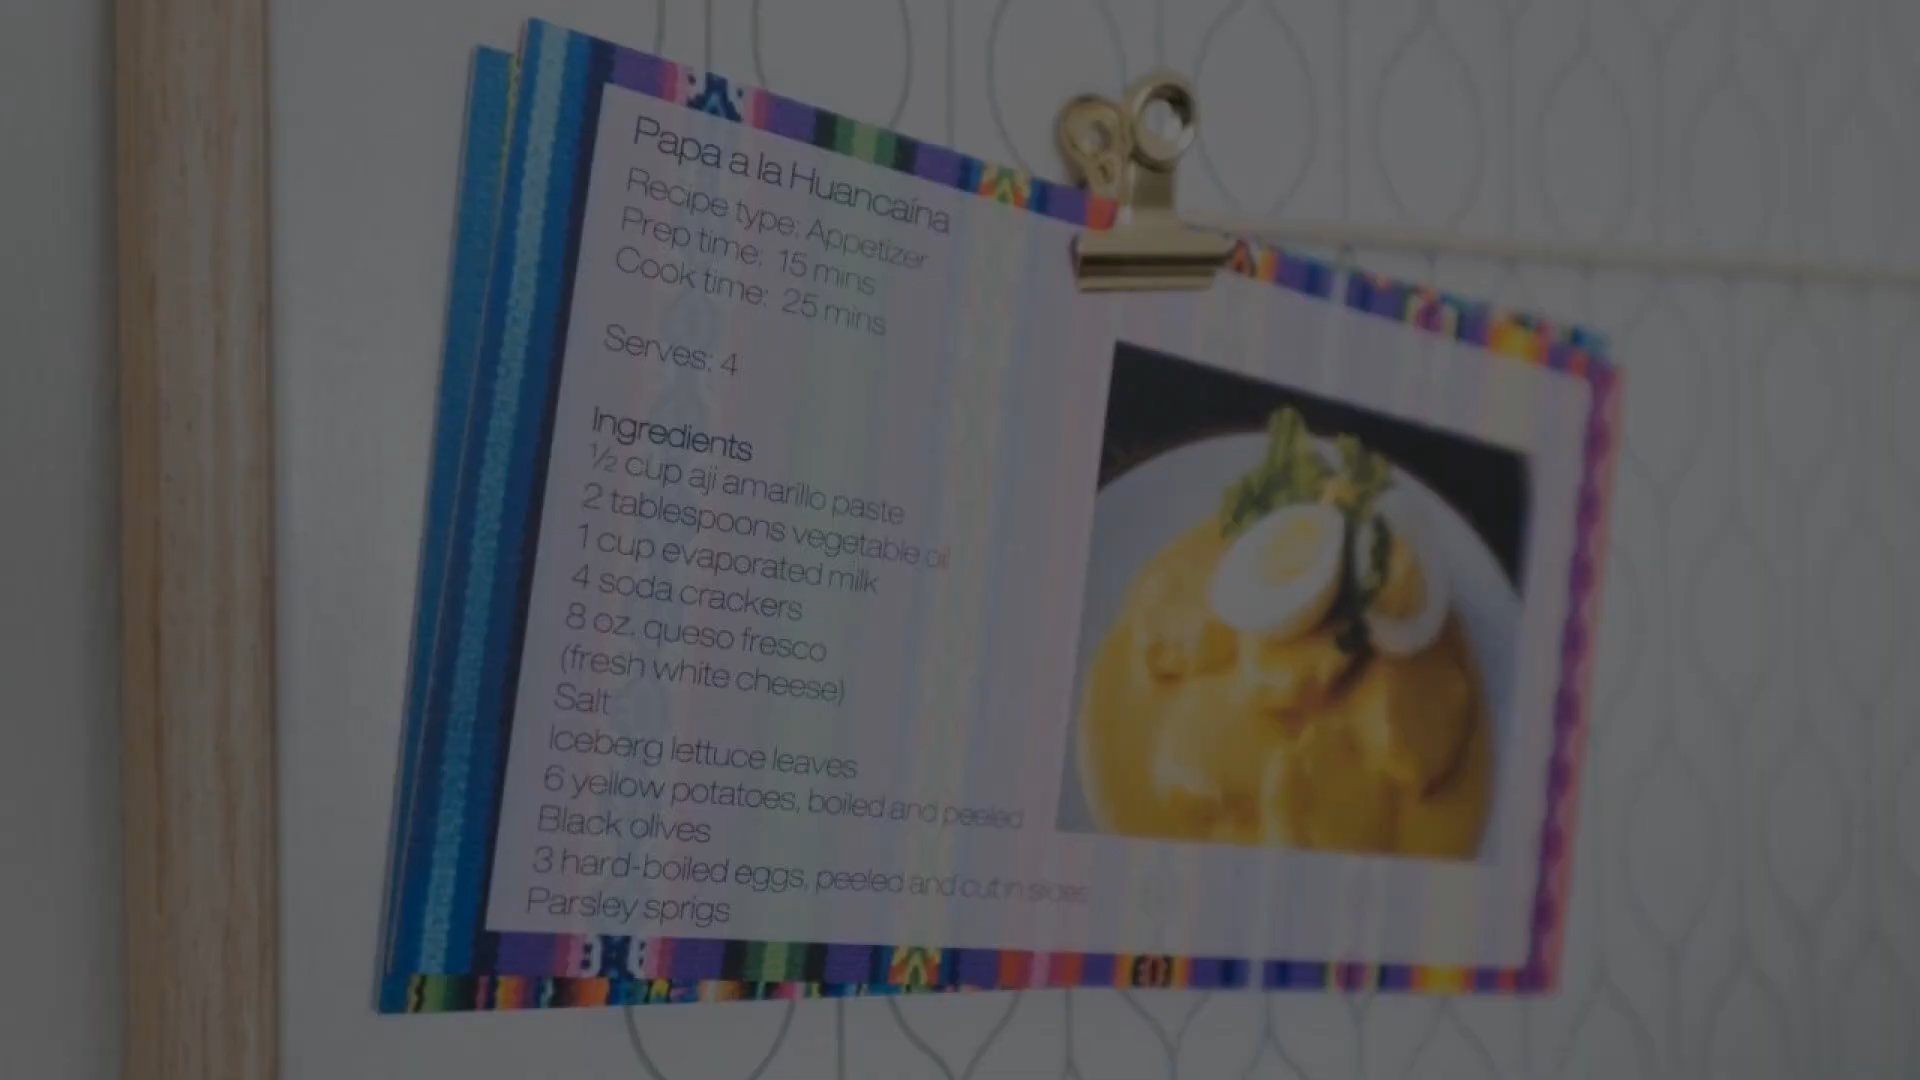 Papa a la Huancaína
Recipe type: Appetizer
Prep time: 15 mins
Cook time: 25 mins
Serves: 4
Ingredients
½ cup aji amarillo paste
2 tablespoons vegetable oil
1 cup evaporated milk
4 soda crackers
8 oz. queso fresco
(fresh white cheese)
Salt
Iceberg lettuce leaves
6 yellow potatoes, boiled and peeled
Black olives
3 hard-boiled eggs, peeled and cut in slices
Parsley sprigs